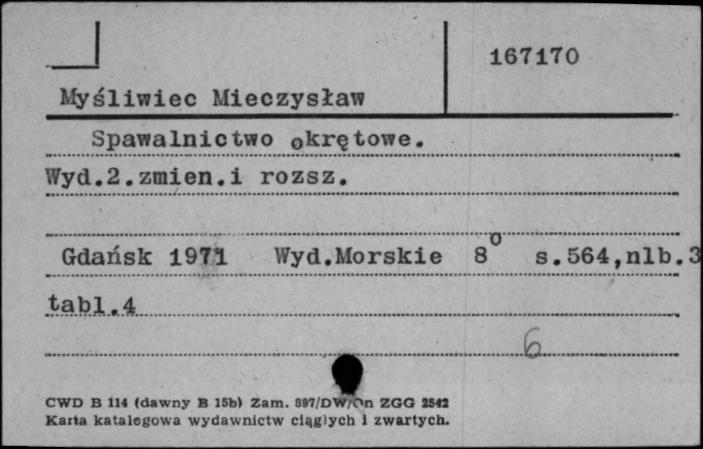 167170
Myśliwiec Mieczysław
Spawalnictwo okrętowe.
Wyd.2.zmien.i rozsz.
Gdańsk 1971 Wyd.Morskie 8° s.564,nlb.3
tabl.4
6
CWD B 114 (dawny B 15b) Zam. 897/DW/On ZGG 2542
Karta katalogowa wydawnictw ciągłych i zwartych.